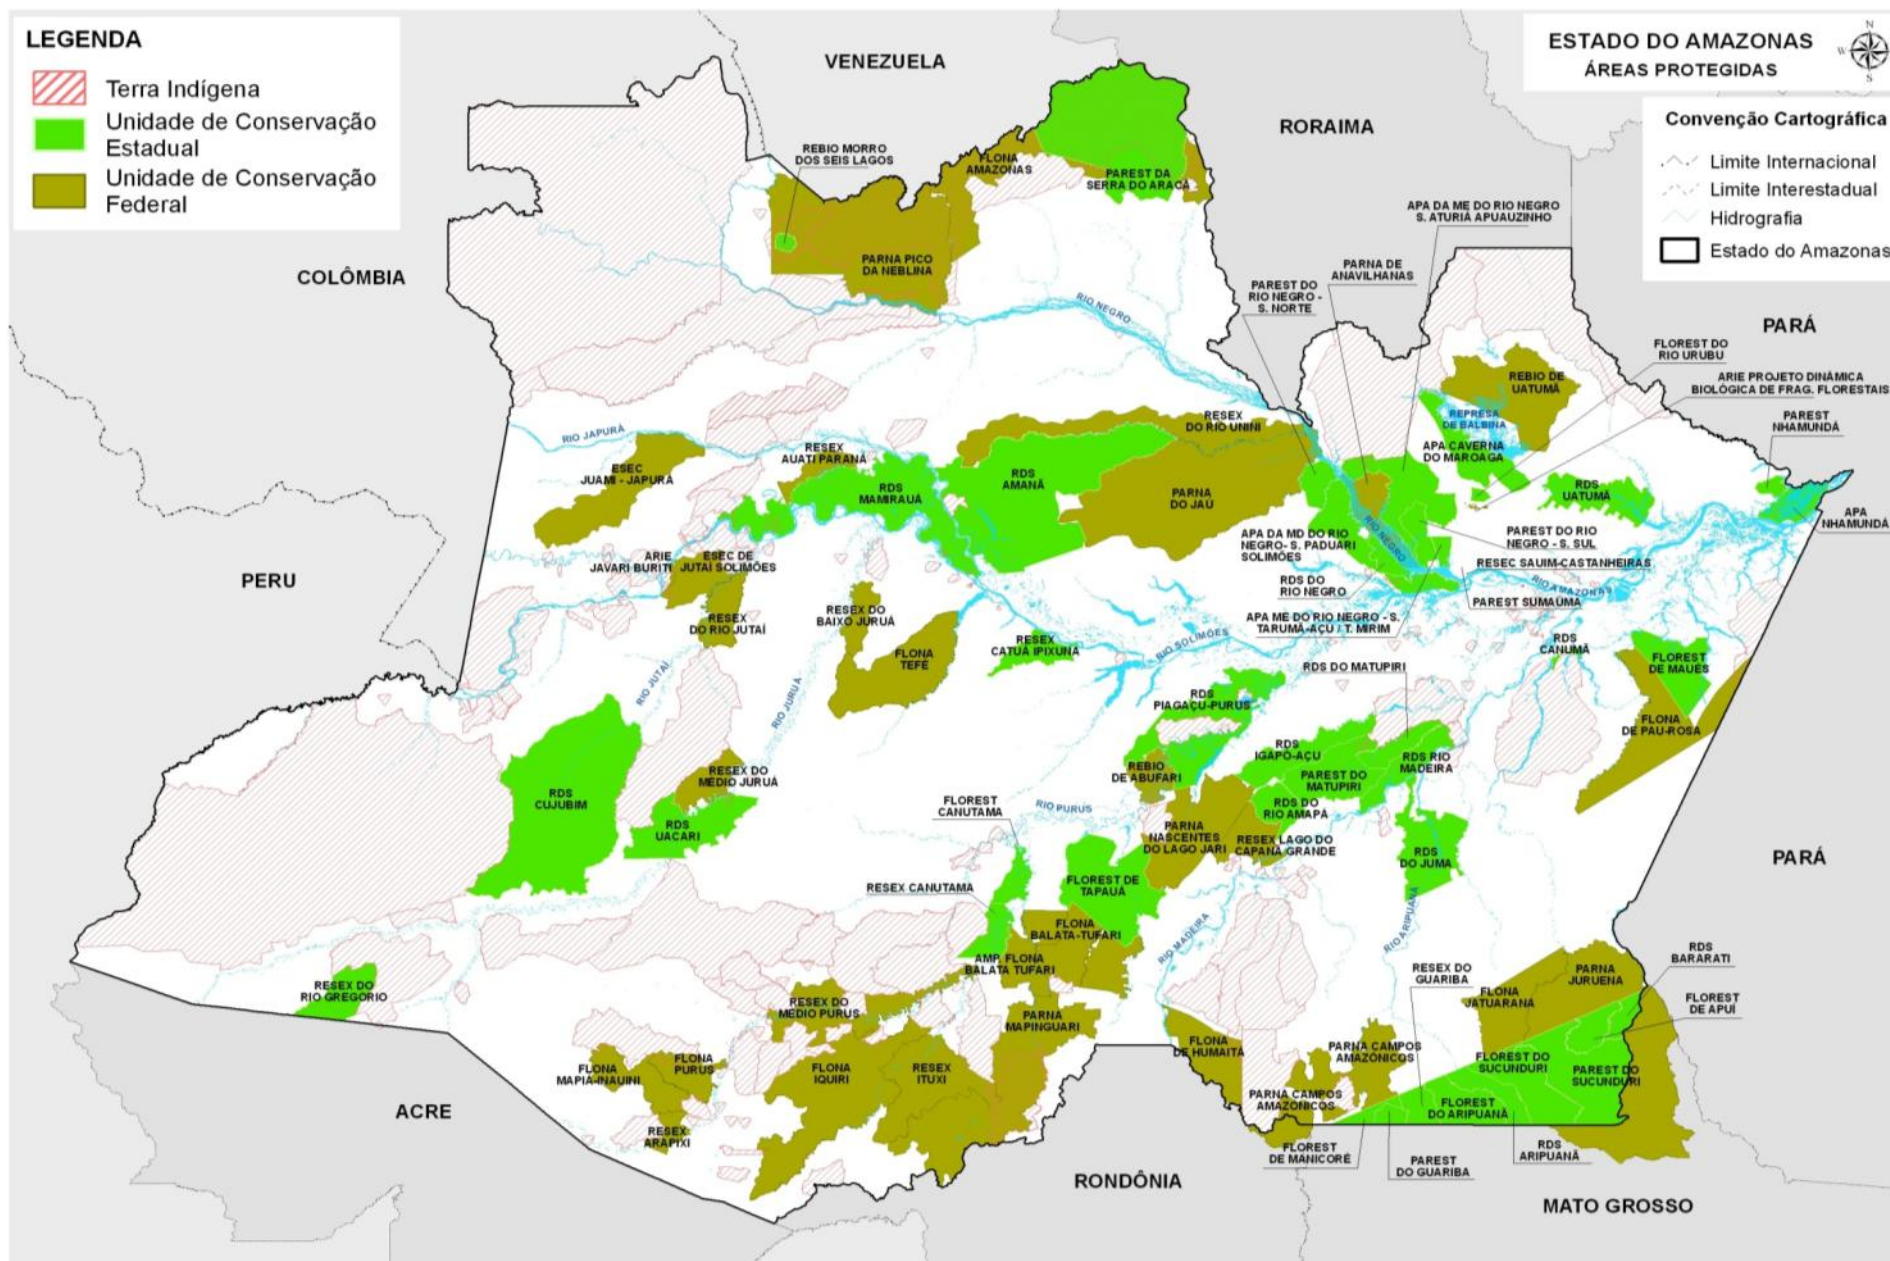 LEGENDA
Terra Indígena
Unidade de Conservação
Estadual
Unidade de Conservação
Federal
ESTADO DO AMAZONAS
ÁREAS PROTEGIDAS
N
W
S
Convenção Cartográfica
Limite Internacional
Limite Interestadual
Hidrografia
Estado do Amazonas
VENEZUELA
RORAIMA
COLÔMBIA
PERU
ACRE
RONDÔNIA
MATO GROSSO
PARÁ
PARÁ
REBIO MORRO
DOS SEIS LAGOS
FLONA
AMAZONAS
PAREST DA
SERRA DO ARACÁ
PARNA PICO
DA NEBLINA
RIO NEGRO
APA DA ME DO RIO NEGRO
S. ATURIÁ APUAUZINHO
PARNA DE
ANAVILHANAS
PAREST DO
RIO NEGRO -
S. NORTE
FLOREST DO
RIO URUBU
REBIO DE
UATUMÃ
ARIE PROJETO DINÂMICA
BIOLÓGICA DE FRAG. FLORESTAIS
PAREST
NHAMUNDÁ
REPRESA
DE BALBINA
APA CAVERNA
DO MAROAGA
RDS
UATUMÃ
APA
NHAMUNDÁ
RIO JAPURÁ
ESEC
JUAMI - JAPURÁ
RESEX
AUATI PARANÁ
RDS
MAMIRAUÁ
RDS
AMANÃ
RESEX
DO RIO UNINI
PARNA
DO JAÚ
APA DA MD DO RIO
NEGRO- S. PADUARI
SOLIMÕES
RIO NEGRO
PAREST DO RIO
NEGRO - S. SUL
RESEC SAUIM-CASTANHEIRAS
RDS DO
RIO NEGRO
RIO AMAZONAS
PAREST SUMAÚMA
APA ME DO RIO NEGRO - S.
TARUMÃ-AÇU / T. MIRIM
ARIE
JAVARI BURITI
ESEC DE
JUTAÍ SOLIMÕES
RESEX
DO RIO JUTAÍ
RESEX DO
BAIXO JURUÁ
FLONA
TEFÉ
RESEX
CATUÁ IPIXUNA
RIO SOLIMÕES
RDS
CANUMÃ
FLOREST
DE MAUÉS
FLONA
DE PAU-ROSA
RIO JUTAÍ
RIO JURUÁ
RDS DO MATUPIRI
RDS
PIAGAÇU-PURUS
RDS
IGAPÓ-AÇU
RDS RIO
MADEIRA
PAREST DO
MATUPIRI
REBIO
DE ABUFARI
RDS DO
RIO AMAPÁ
RDS
CUJUBIM
RESEX DO
MÉDIO JURUÁ
RDS
UACARI
FLOREST
CANUTAMA
RIO PURUS
PARNA
NASCENTES
DO LAGO JARI
RESEX LAGO DO
CAPANÃ GRANDE
RDS
DO JUMA
RESEX CANUTAMA
FLOREST DE
TAPAUÁ
RIO ARIPUANÃ
FLONA
BALATA-TUFARI
RIO MADEIRA
AMP. FLONA
BALATA TUFARI
RESEX DO
RIO GREGÓRIO
RESEX DO
MÉDIO PURUS
PARNA
MAPINGUARI
RESEX DO
GUARIBA
FLONA
JATUARANA
PARNA
JURUENA
RDS
BARARATI
FLOREST
DE APUÍ
FLONA
MAPIÁ-INAUINI
FLONA
PURUS
FLONA
IQUIRI
RESEX
ITUXI
FLONA
DE HUMAITÁ
PARNA CAMPOS
AMAZÔNICOS
PARNA CAMPOS
AMAZÔNICOS
FLOREST DO
SUCUNDURI
PAREST DO
SUCUNDURI
FLOREST
DO ARIPUANÃ
RESEX
ARAPIXI
FLOREST
DE MANICORÉ
PAREST
DO GUARIBA
RDS
ARIPUANÃ